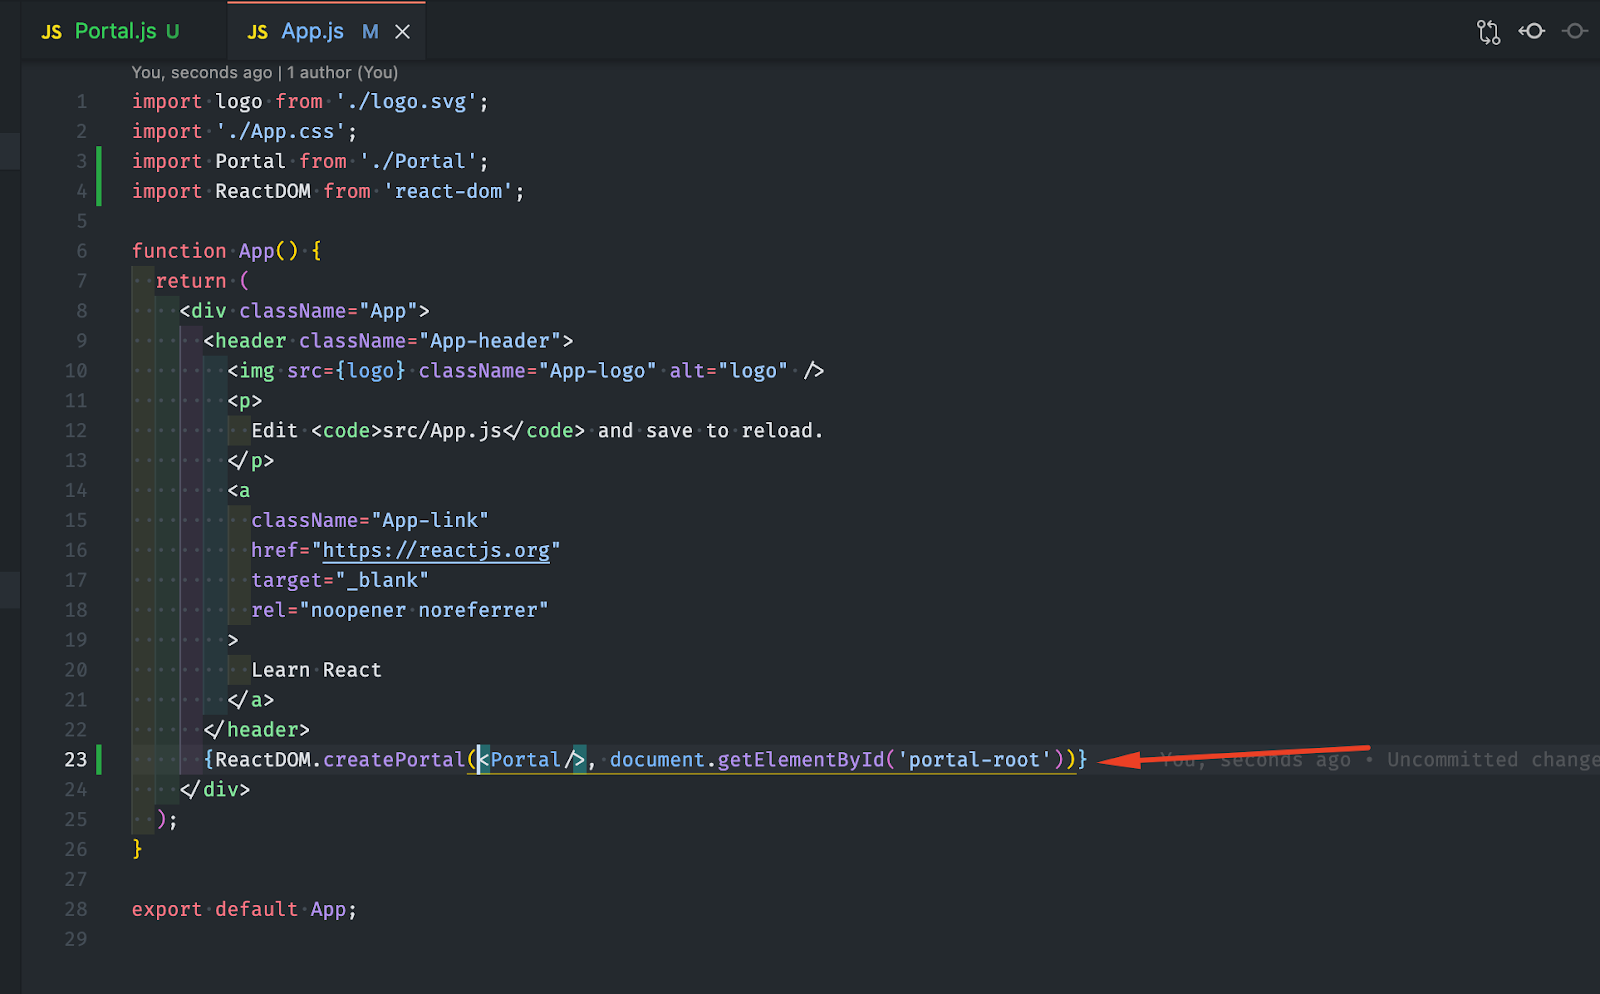 JS Portal.js U JS App.js M
You, seconds ago | 1 author (You)
1 import logo from './logo.svg';
2 import './App.css';
3 import Portal from './Portal';
4 import ReactDOM from 'react-dom';
5
6 function App() {
7 return (
8 <div className="App">
9 <header className="App-header">
10 <img src={logo} className="App-logo" alt="logo" />
11 <p>
12 Edit <code>src/App.js</code> and save to reload.
13 </p>
14 <a
15 className="App-link"
16 href="https://reactjs.org"
17 target="_blank"
18 rel="noopener noreferrer"
19 >
20 Learn React
21 </a>
22 </header>
23 {ReactDOM.createPortal(<Portal/>, document.getElementById('portal-root'))} You, seconds ago • Uncommitted change
24 </div>
25 );
26 }
27
28 export default App;
29